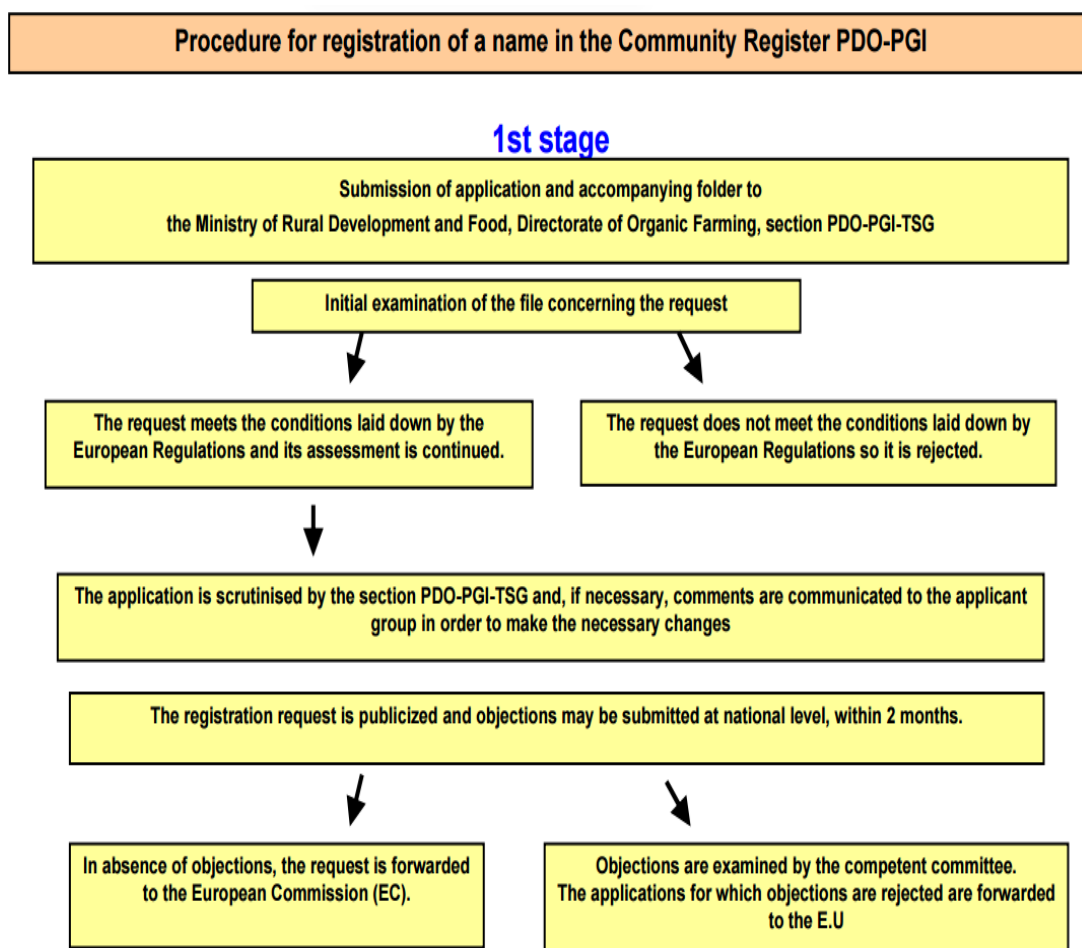 Procedure for registration of a name in the Community Register PDO-PGI
1st stage
Submission of application and accompanying folder to
the Ministry of Rural Development and Food, Directorate of Organic Farming, section PDO-PGI-TSG
Initial examination of the file concerning the request
The request meets the conditions laid down by the
European Regulations and its assessment is continued.
The request does not meet the conditions laid down by
the European Regulations so it is rejected.
The application is scrutinised by the section PDO-PGI-TSG and, if necessary, comments are communicated to the applicant
group in order to make the necessary changes
The registration request is publicized and objections may be submitted at national level, within 2 months.
In absence of objections, the request is forwarded
to the European Commission (EC).
Objections are examined by the competent committee.
The applications for which objections are rejected are forwarded
to the E.U